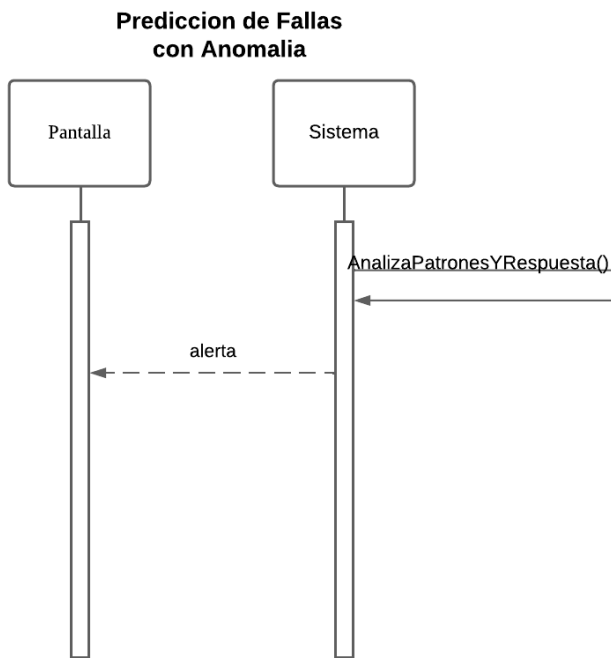 Prediccion de Fallas
con Anomalia
Pantalla
Sistema
AnalizaPatronesYRespuesta()
alerta